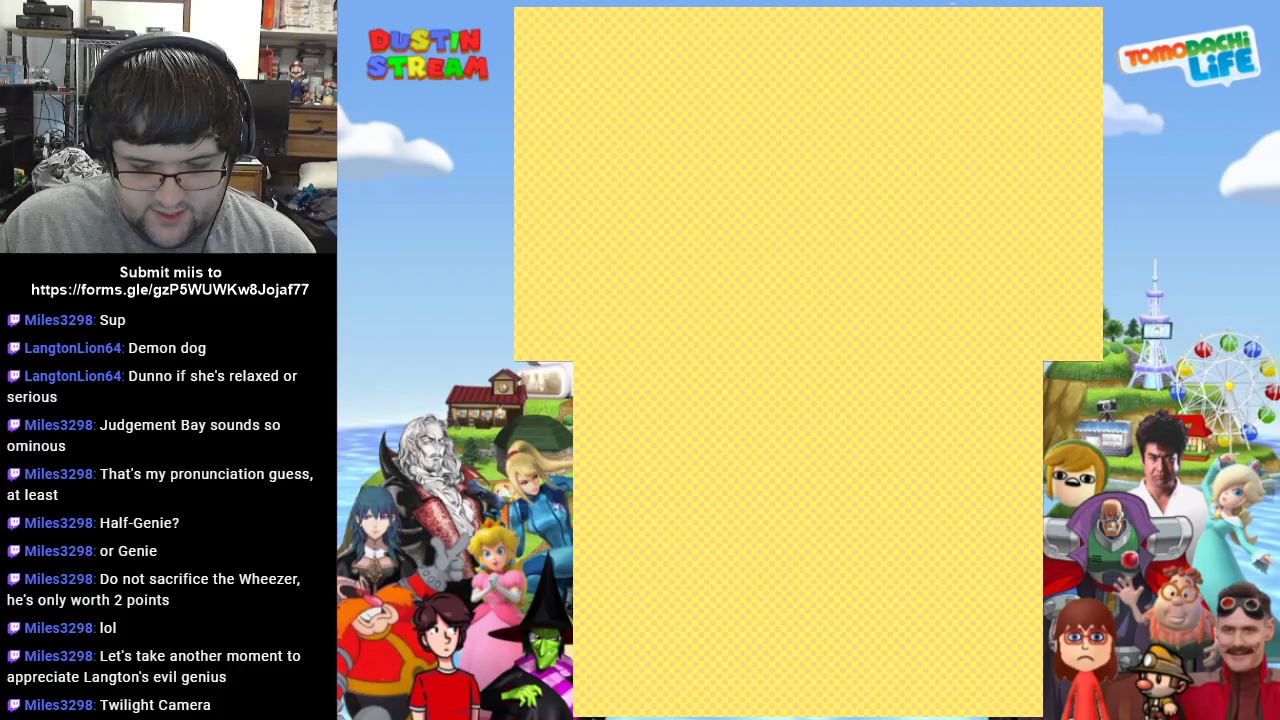 DUSTIN
STREAM
TOMODACHI
LiFE
Submit miis to
https://forms.gle/gzP5WUWKw8Jojaf77
Miles3298: Sup
LangtonLion64: Demon dog
LangtonLion64: Dunno if she's relaxed or
serious
Miles3298: Judgement Bay sounds so
ominous
Miles3298: That's my pronunciation guess,
at least
Miles3298: Half-Genie?
Miles3298: or Genie
Miles3298: Do not sacrifice the Wheezer,
he's only worth 2 points
Miles3298: lol
Miles3298: Let's take another moment to
appreciate Langton's evil genius
Miles3298: Twilight Camera